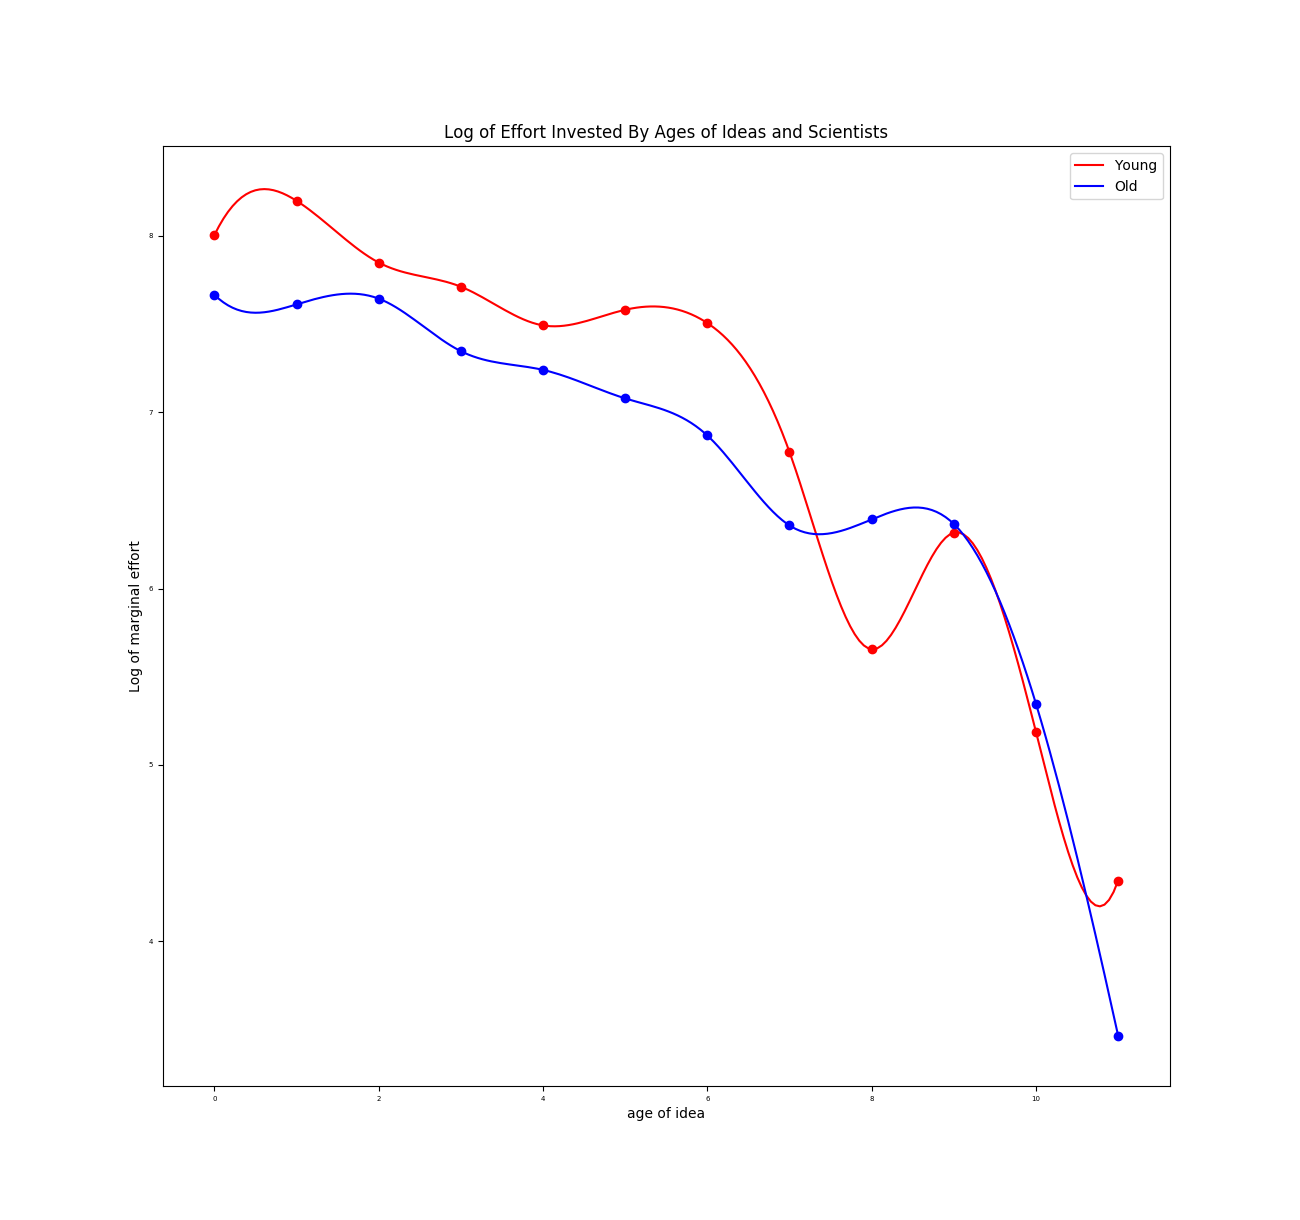 Log of Effort Invested By Ages of Ideas and Scientists
Young
Old
8
7
6
5
4
Log of marginal effort
0
2
4
6
8
10
age of idea